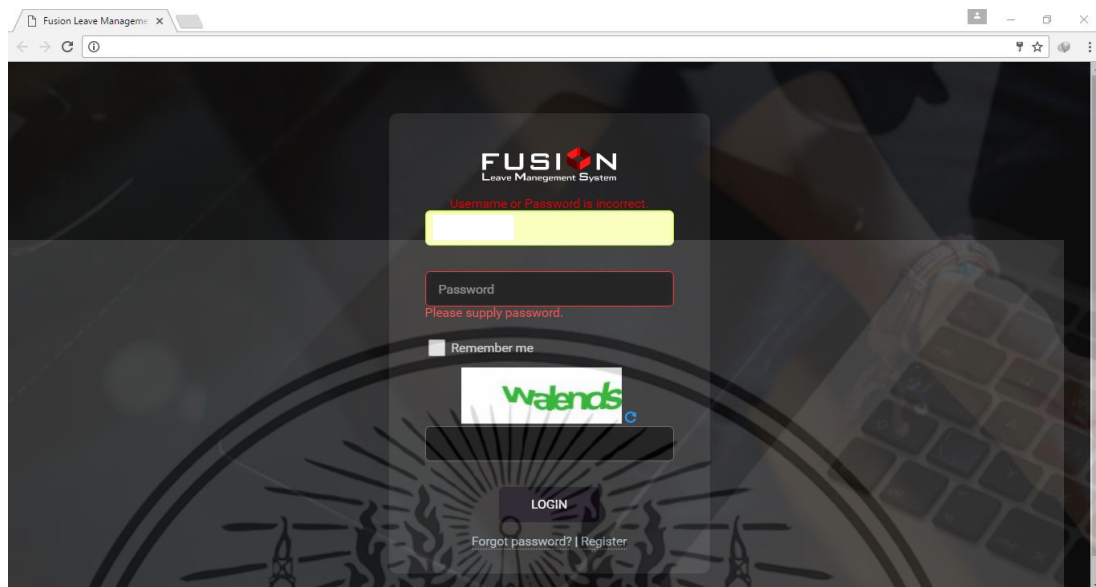 Fusion Leave Manageme
FUSION
Leave Manegement System
Username or Password is incorrect.
Password
Please supply password.
Remember me
walends
LOGIN
Forgot password? | Register